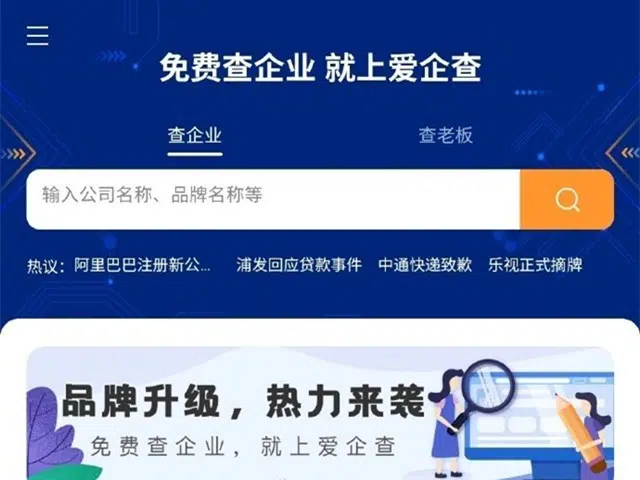 免费查企业 就上爱企查
查企业 查老板
输入公司名称、品牌名称等
热议: 阿里巴巴注册新公... 浦发回应贷款事件 中通快递致歉 乐视正式摘牌
品牌升级，热力来袭
免费查企业，就上爱企查